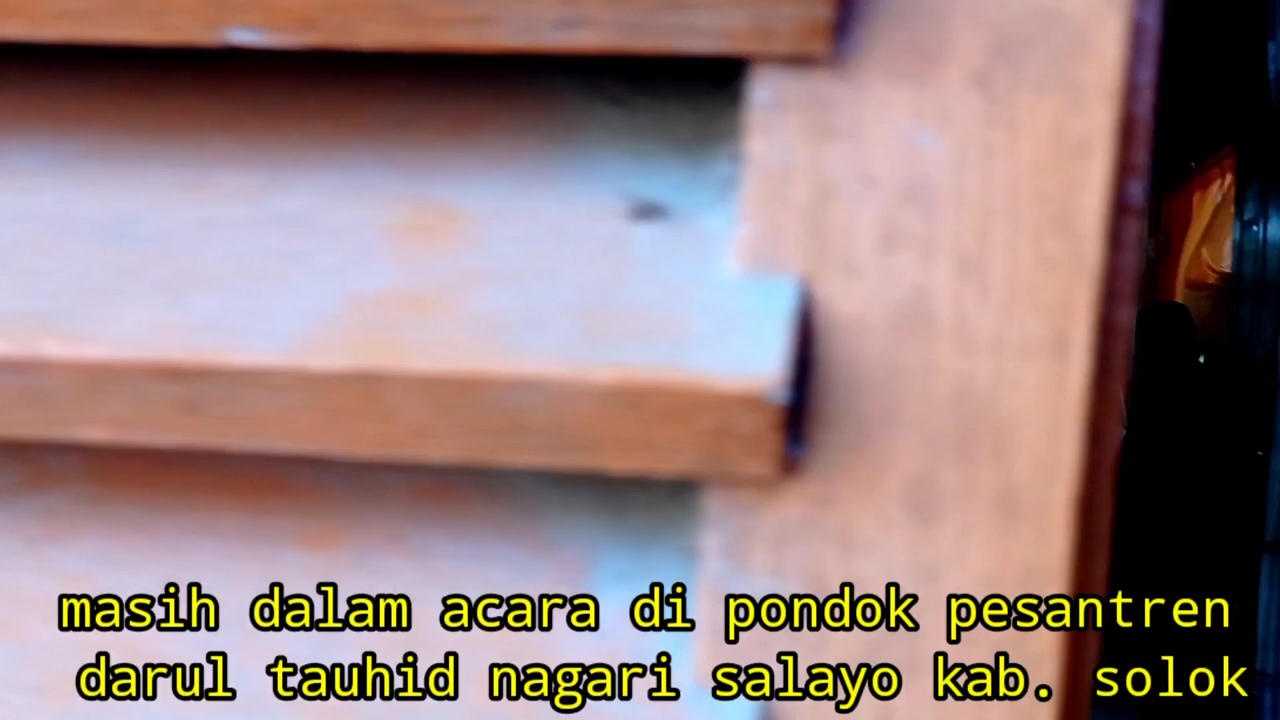 masih dalam acara di pondok pesantren
darul tauhid nagari salayo kab. solok